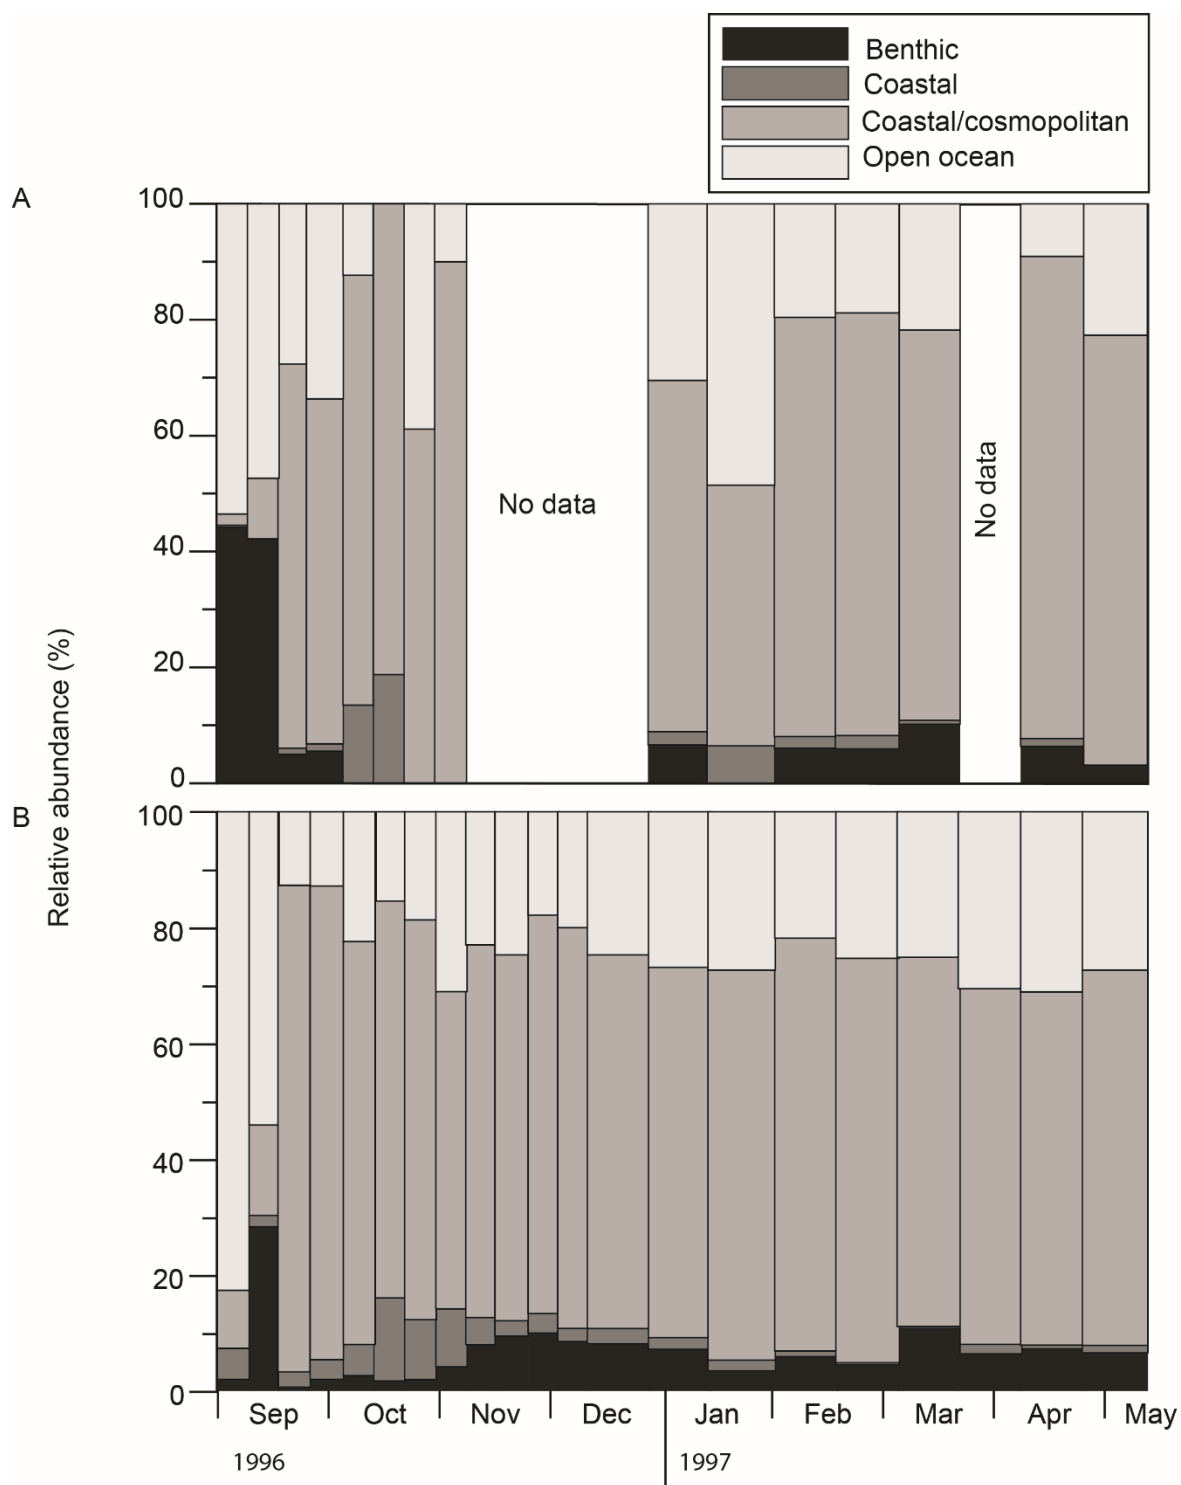 Benthic
Coastal
Coastal/cosmopolitan
Open ocean
A
100
80
60
40
20
0
No data
No data
Relative abundance (%)
B
100
80
60
40
20
0
Sep Oct Nov Dec Jan Feb Mar Apr May
1996 1997